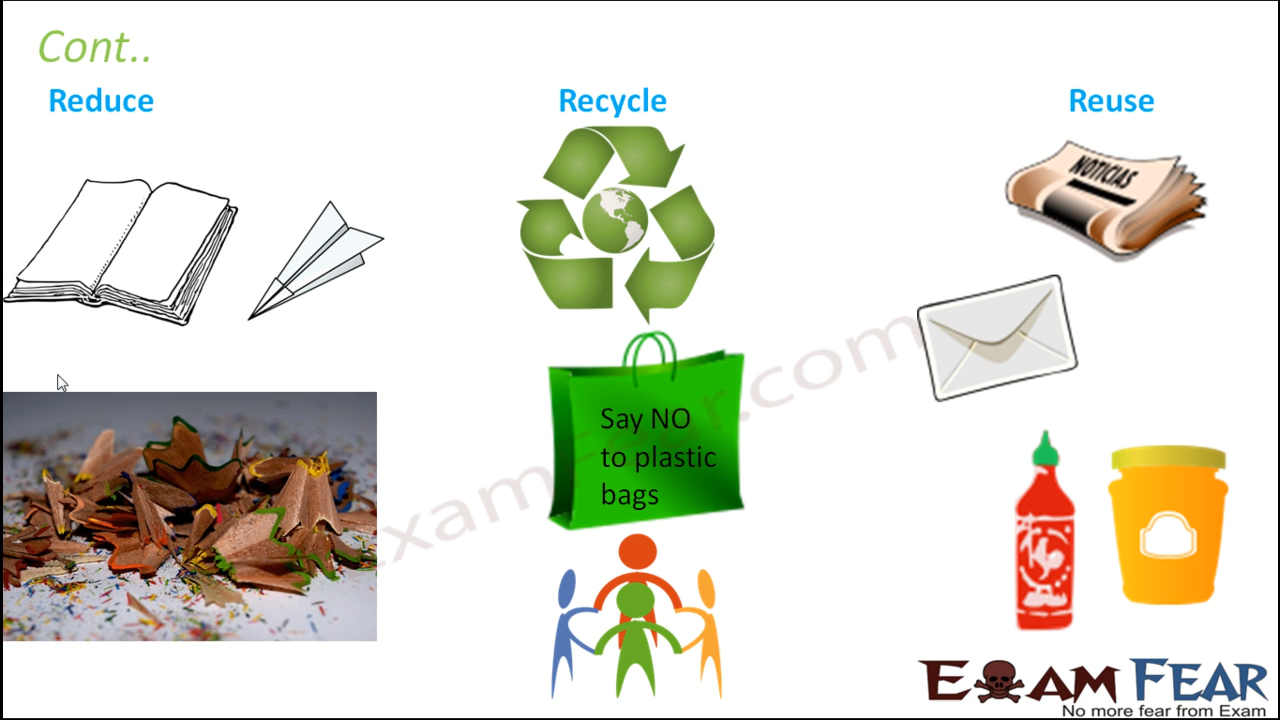 Cont..
Reduce
Recycle
Reuse
NOTICIAS
Say NO
to plastic
bags
examFear.com
EXAM FEAR
No more fear from Exam